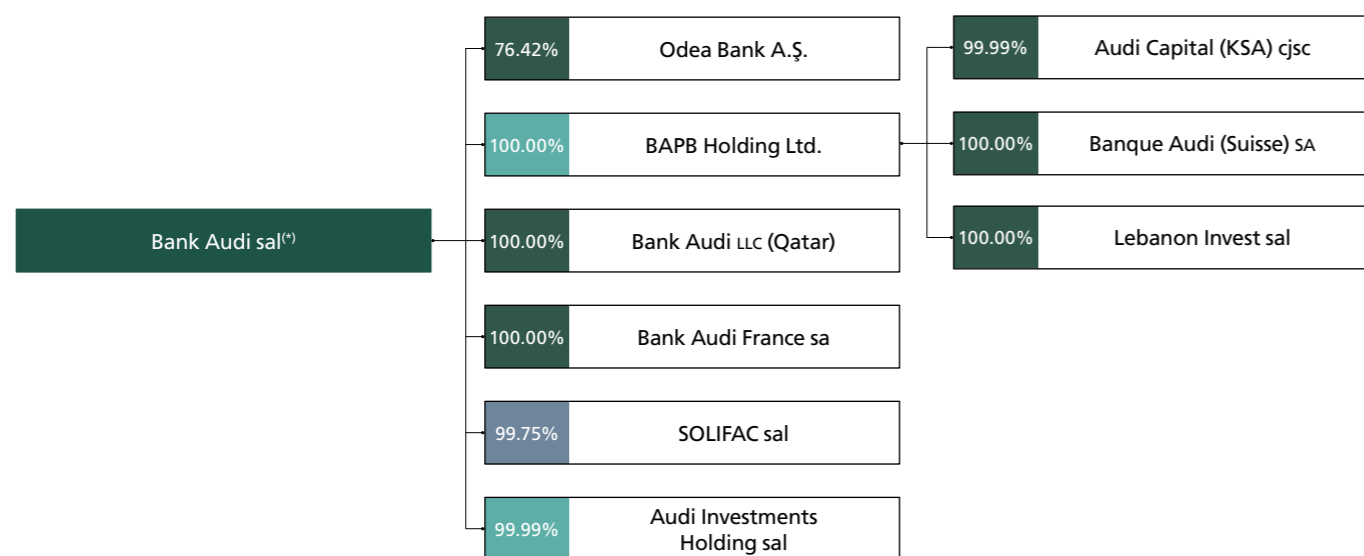 Bank Audi sal(*)
76.42% Odea Bank A.Ş.
100.00% BAPB Holding Ltd.
100.00% Bank Audi LLC (Qatar)
100.00% Bank Audi France sa
99.75% SOLIFAC sal
99.99% Audi Investments
Holding sal
99.99% Audi Capital (KSA) cjsc
100.00% Banque Audi (Suisse) SA
100.00% Lebanon Invest sal